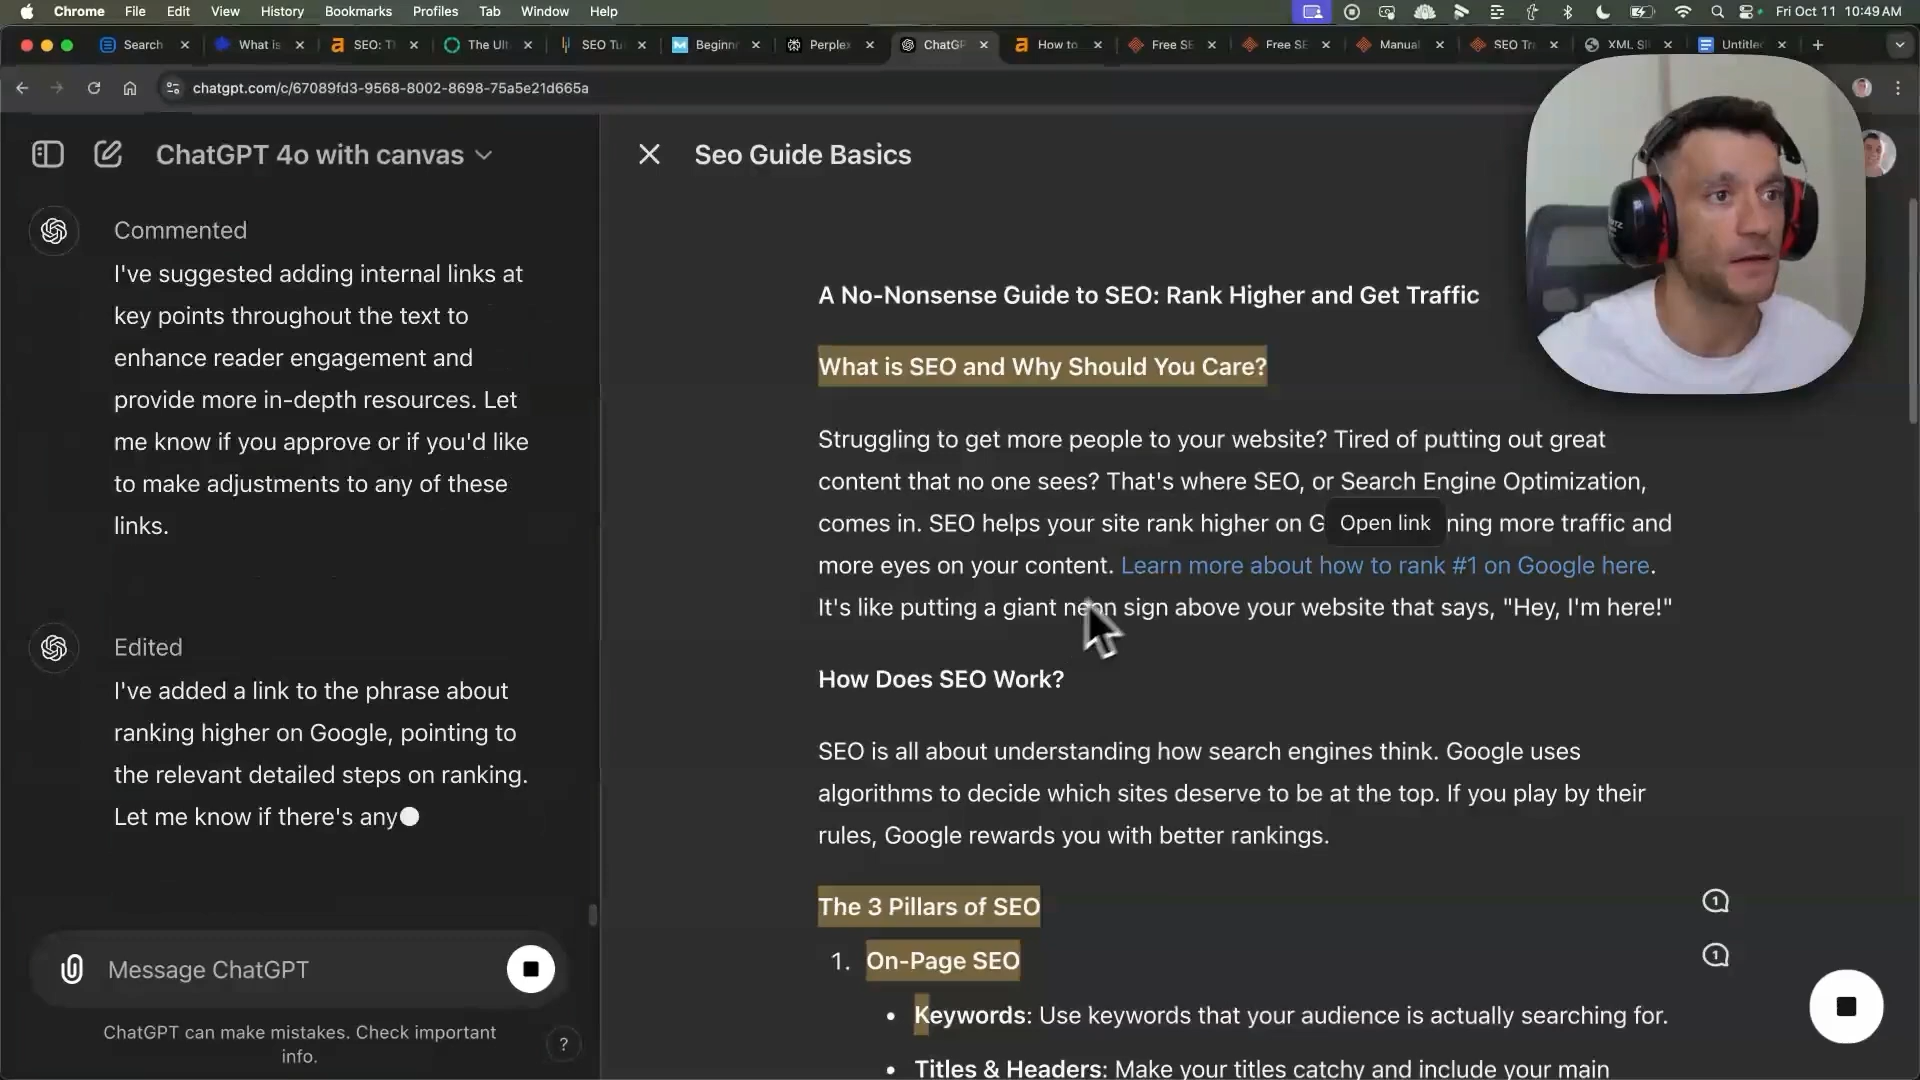 Chrome File Edit View History Bookmarks Profiles Tab Window Help Fri Oct 11 10:49 AM
Search What is SEO: T The Ult SEO Tu Beginn Perplex ChatGP How to Free SE Free SE Manual SEO Tr XML Si Untitle
chatgpt.com/c/67089fd3-9568-8002-8698-75a5e21d665a
ChatGPT 4o with canvas
Commented
I've suggested adding internal links at
key points throughout the text to
enhance reader engagement and
provide more in-depth resources. Let
me know if you approve or if you'd like
to make adjustments to any of these
links.
Edited
I've added a link to the phrase about
ranking higher on Google, pointing to
the relevant detailed steps on ranking.
Let me know if there's any
Message ChatGPT
ChatGPT can make mistakes. Check important
info.
?
Seo Guide Basics
A No-Nonsense Guide to SEO: Rank Higher and Get Traffic
What is SEO and Why Should You Care?
Struggling to get more people to your website? Tired of putting out great
content that no one sees? That's where SEO, or Search Engine Optimization,
comes in. SEO helps your site rank higher on G Open link ning more traffic and
more eyes on your content. Learn more about how to rank #1 on Google here.
It's like putting a giant neon sign above your website that says, "Hey, I'm here!"
How Does SEO Work?
SEO is all about understanding how search engines think. Google uses
algorithms to decide which sites deserve to be at the top. If you play by their
rules, Google rewards you with better rankings.
The 3 Pillars of SEO
1
1. On-Page SEO
1
• Keywords: Use keywords that your audience is actually searching for.
• Titles & Headers: Make your titles catchy and include your main